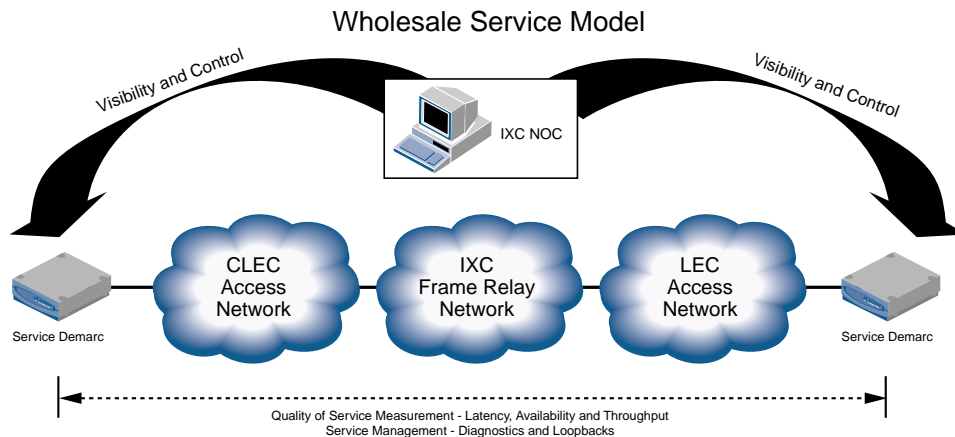 Wholesale Service Model
Visibility and Control
Visibility and Control
IXC NOC
CLEC
Access
Network
IXC
Frame Relay
Network
LEC
Access
Network
Service Demarc
Service Demarc
Quality of Service Measurement - Latency, Availability and Throughput
Service Management - Diagnostics and Loopbacks